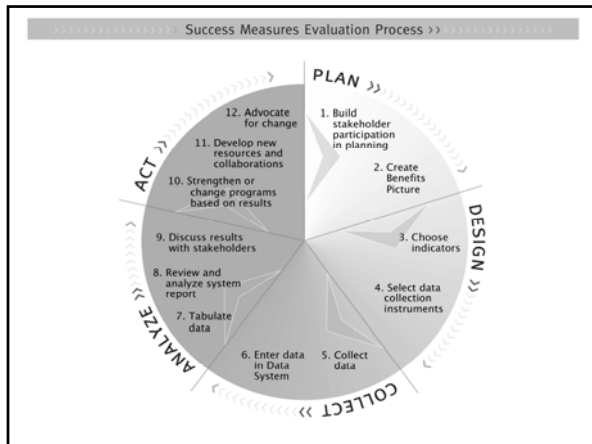 Success Measures Evaluation Process >>
PLAN >>
1. Build
stakeholder
participation
in planning
2. Create
Benefits
Picture
DESIGN >>
3. Choose
indicators
4. Select data
collection
instruments
COLLECT >>
5. Collect
data
6. Enter data
in Data
System
ANALYZE >>
7. Tabulate
data
8. Review and
analyze system
report
9. Discuss results
with stakeholders
ACT >>
10. Strengthen or
change programs
based on results
11. Develop new
resources and
collaborations
12. Advocate
for change